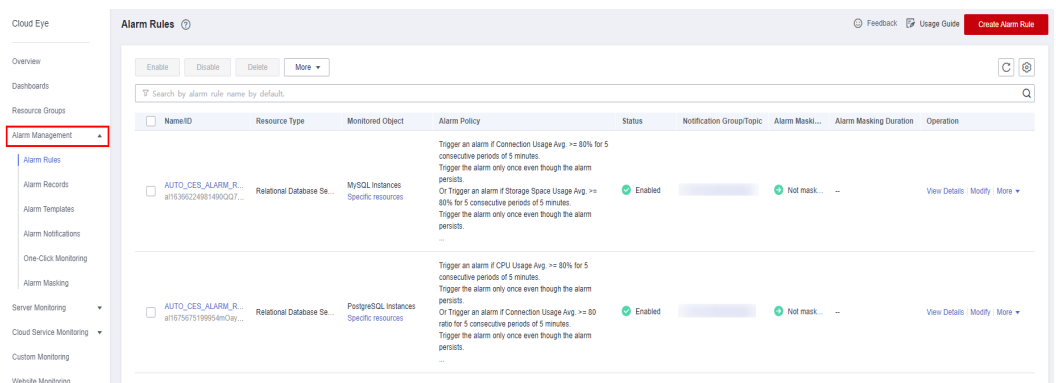 Cloud Eye
Overview
Dashboards
Resource Groups
Alarm Management
Alarm Rules
Alarm Records
Alarm Templates
Alarm Notifications
One-Click Monitoring
Alarm Masking
Server Monitoring
Cloud Service Monitoring
Custom Monitoring
Website Monitoring
Alarm Rules
Feedback Usage Guide Create Alarm Rule
Enable Disable Delete More
Search by alarm rule name by default.
Name/ID Resource Type Monitored Object Alarm Policy Status Notification Group/Topic Alarm Maski... Alarm Masking Duration Operation
Trigger an alarm if Connection Usage Avg. >= 80% for 5
consecutive periods of 5 minutes.
Trigger the alarm only once even though the alarm
persists.
Or Trigger an alarm if Storage Space Usage Avg. >=
80% for 5 consecutive periods of 5 minutes.
Trigger the alarm only once even though the alarm
persists.
...
AUTO_CES_ALARM_R...
al16366224981490QQ7...
Relational Database Se...
MySQL Instances
Specific resources
Enabled
Not mask...
--
View Details Modify More
Trigger an alarm if CPU Usage Avg. >= 80% for 5
consecutive periods of 5 minutes.
Trigger the alarm only once even though the alarm
persists.
Or Trigger an alarm if Connection Usage Avg. >= 80
ratio for 5 consecutive periods of 5 minutes.
Trigger the alarm only once even though the alarm
persists.
...
AUTO_CES_ALARM_R...
al1675675199954mOay...
Relational Database Se...
PostgreSQL Instances
Specific resources
Enabled
Not mask...
--
View Details Modify More